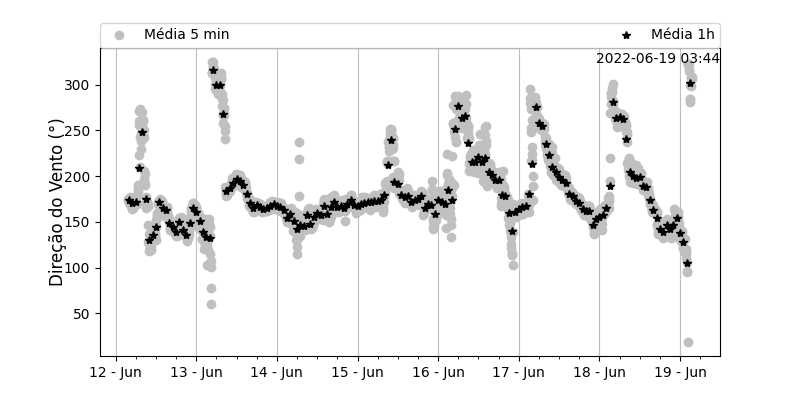 Média 5 min
Média 1h
2022-06-19 03:44
Direção do Vento (°)
300
250
200
150
100
50
12 - Jun
13 - Jun
14 - Jun
15 - Jun
16 - Jun
17 - Jun
18 - Jun
19 - Jun